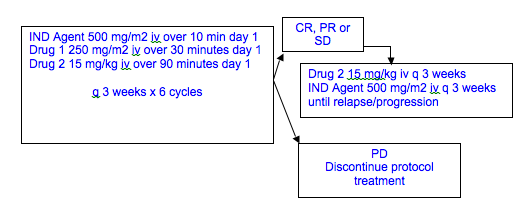 IND Agent 500 mg/m2 iv over 10 min day 1
Drug 1 250 mg/m2 iv over 30 minutes day 1
Drug 2 15 mg/kg iv over 90 minutes day 1
q 3 weeks x 6 cycles
CR, PR or
SD
Drug 2 15 mg/kg iv q 3 weeks
IND Agent 500 mg/m2 iv q 3 weeks
until relapse/progression
PD
Discontinue protocol
treatment